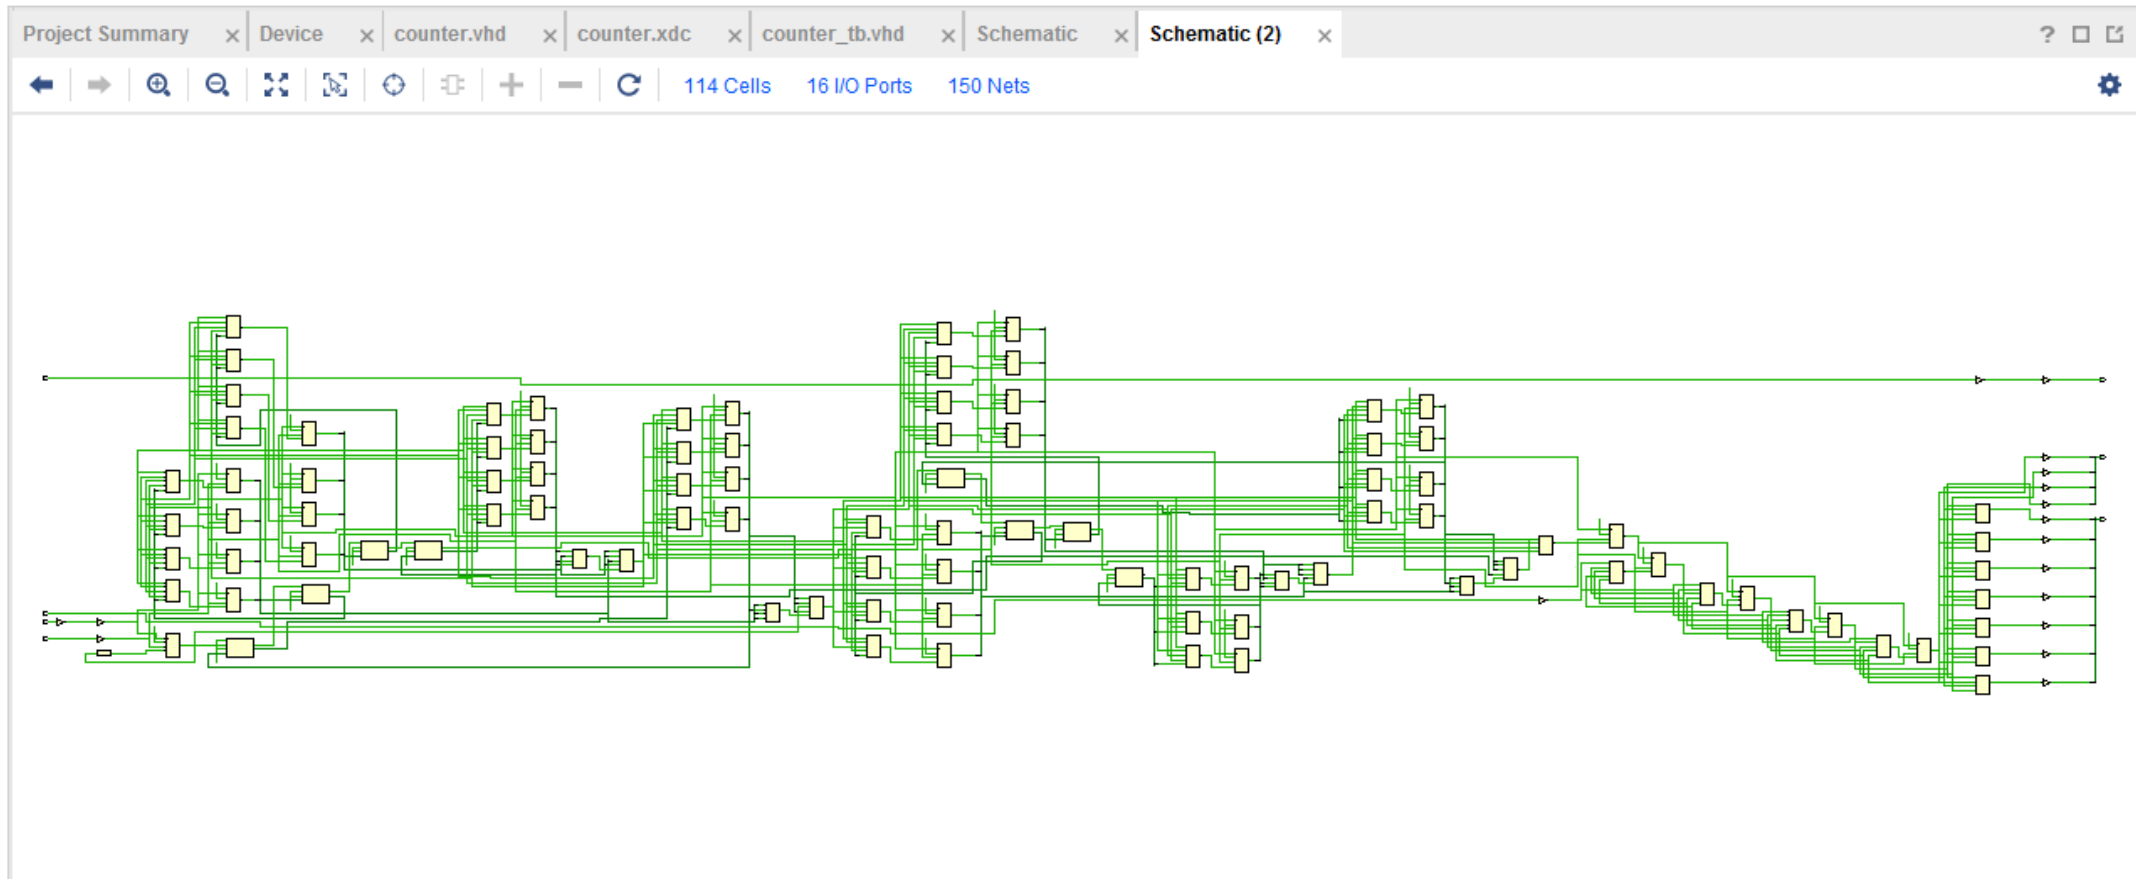 Project Summary × Device × counter.vhd × counter.xdc × counter_tb.vhd × Schematic × Schematic (2) × ?
114 Cells 16 I/O Ports 150 Nets